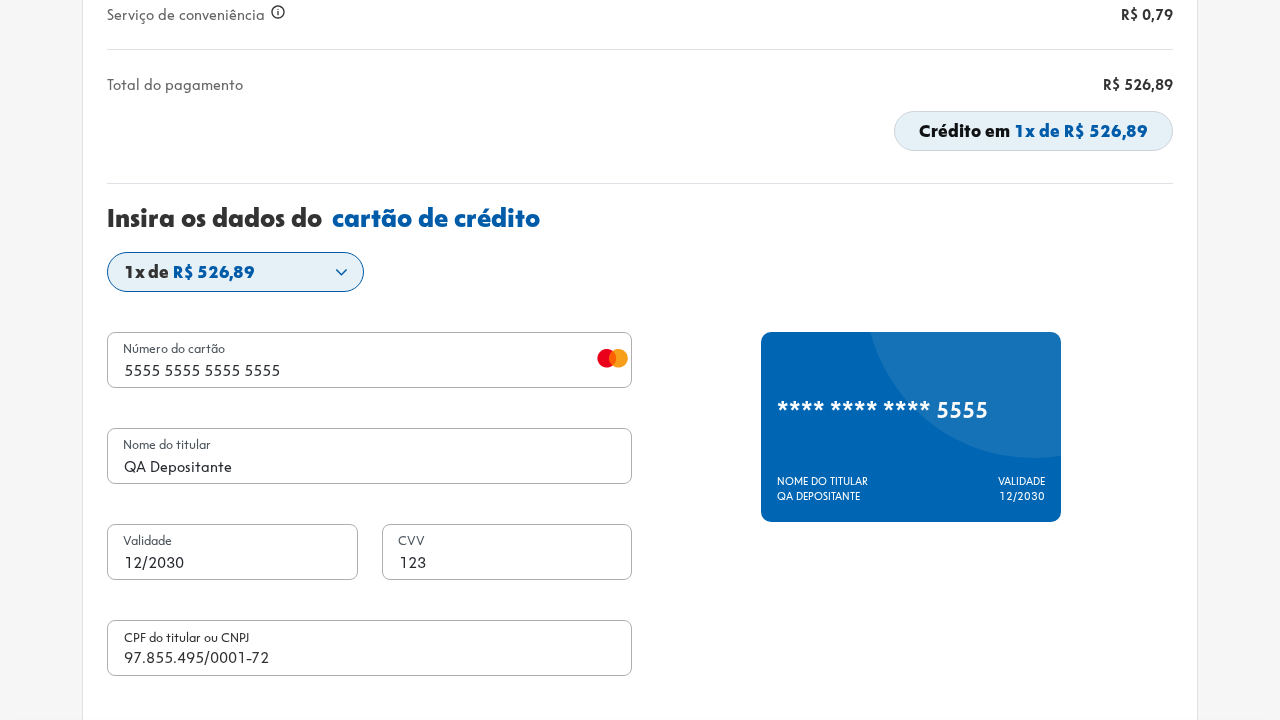 Serviço de conveniência R$ 0,79
Total do pagamento R$ 526,89
Crédito em 1x de R$ 526,89
Insira os dados do cartão de crédito
1x de R$ 526,89
Número do cartão
5555 5555 5555 5555
Nome do titular
QA Depositante
Validade
12/2030
CVV
123
CPF do titular ou CNPJ
97.855.495/0001-72
**** **** **** 5555
NOME DO TITULAR VALIDADE
QA DEPOSITANTE 12/2030